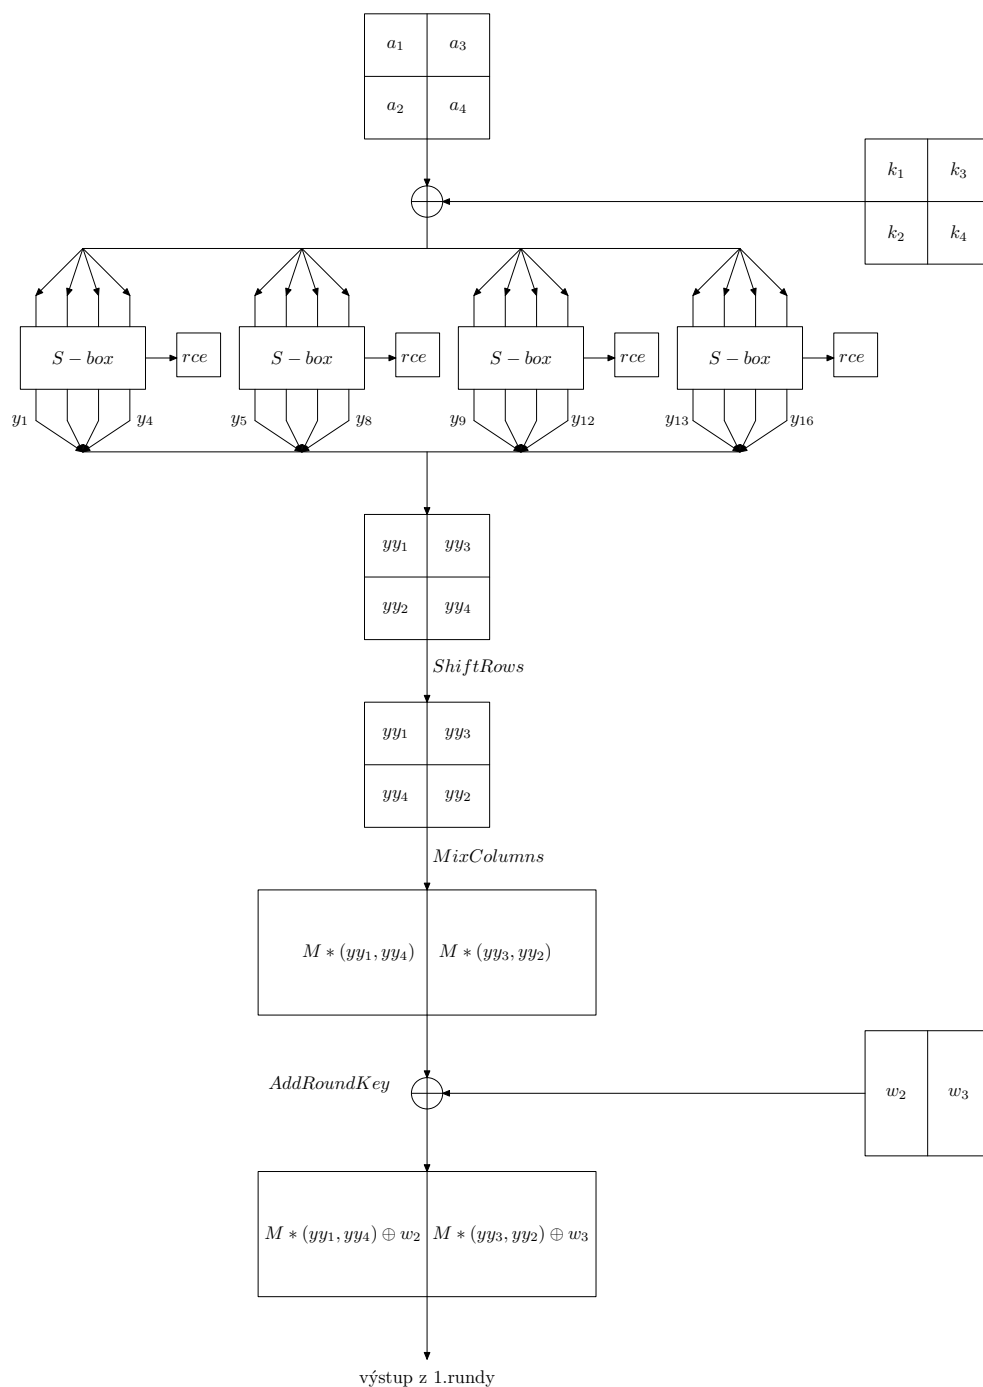 a₁ a₃
a₂ a₄
k₁ k₃
k₂ k₄
S − box rce S − box rce S − box rce S − box rce
y₁ y₄ y₅ y₈ y₉ y₁₂ y₁₃ y₁₆
yy₁ yy₃
yy₂ yy₄
ShiftRows
yy₁ yy₃
yy₄ yy₂
MixColumns
M ∗ (yy₁, yy₄) M ∗ (yy₃, yy₂)
AddRoundKey
w₂ w₃
M ∗ (yy₁, yy₄) ⊕ w₂ M ∗ (yy₃, yy₂) ⊕ w₃
výstup z 1.rundy